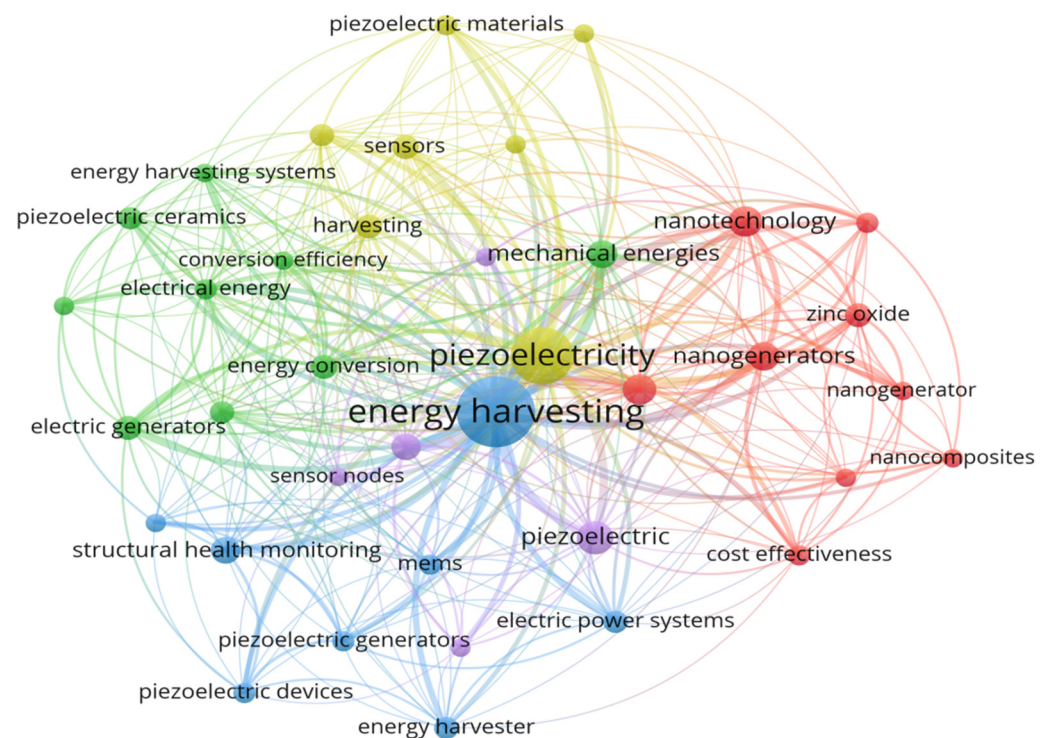 piezoelectric materials
sensors
energy harvesting systems
piezoelectric ceramics
harvesting
nanotechnology
mechanical energies
conversion efficiency
electrical energy
zinc oxide
piezoelectricity
nanogenerators
energy conversion
nanogenerator
energy harvesting
electric generators
nanocomposites
sensor nodes
piezoelectric
structural health monitoring
cost effectiveness
mems
electric power systems
piezoelectric generators
piezoelectric devices
energy harvester